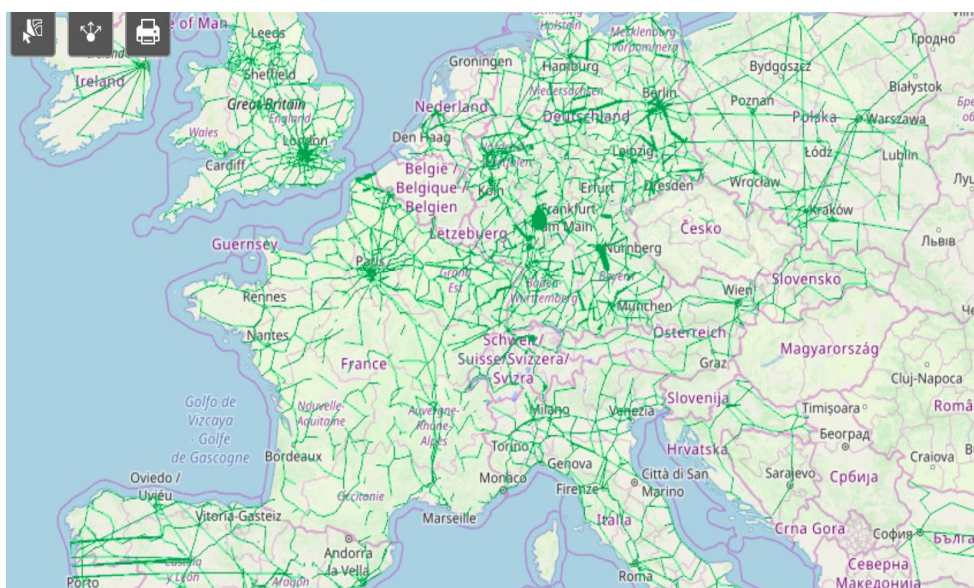 e of Man
Leeds
Ireland
Sheffield
Great Britain
England
Wales
London
Cardiff
Guernsey
Schleswig-
Holstein
Mecklenburg-
Vorpommern
Hamburg
Groningen
Niedersachsen
Berlin
Nederland
Deutschland
Den Haag
België /
Belgique /
Belgien
Köln
Leipzig
Erfurt
Dresden
Frankfurt
am Main
Lëtzebuerg
Nürnberg
Bayern
Baden-
Württemberg
München
Bydgoszcz
Poznań
Polska
Warszawa
Łódź
Lublin
Wrocław
Kraków
Białystok
Гродно
Львів
Česko
Slovensko
Wien
Österreich
Graz
Magyarország
Paris
Grand
Est
Rennes
Nantes
France
Schweiz/
Suisse/Svizzera/
Svizra
Nouvelle-
Aquitaine
Auvergne-
Rhône-
Alpes
Golfo de
Vizcaya
- Golfe
de Gascogne
Bordeaux
Occitanie
Milano
Venezia
Torino
Genova
Monaco
Marseille
Firenze
Città di San
Marino
Italia
Roma
Slovenija
Hrvatska
Sarajevo
Crna Gora
Timișoara
Београд
Србија
Cluj-Napoca
Craiova
София
Северна
Македонија
Oviedo /
Uviéu
Vitoria-Gasteiz
Andorra
la Vella
Castilla
y León
Aragón
Porto